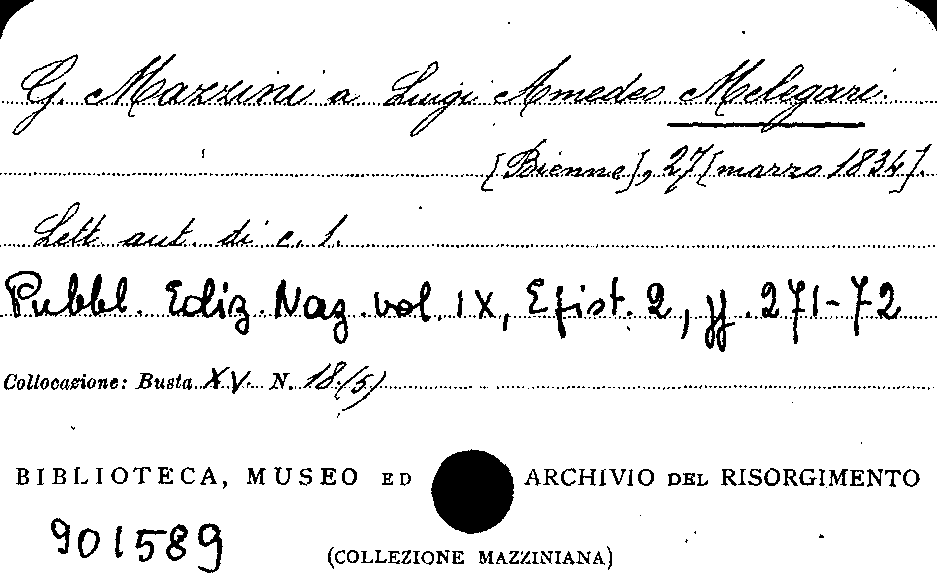 G. Mazzini a Luigi Amedeo Melegari.
[Bienne], 27 [marzo 1834].
Lett. aut. di c. 1.
Pubbl. Ediz. Naz. vol. IX, Epist. 2, pp. 271-72
Collocazione: Busta XV. N. 18(5)
BIBLIOTECA, MUSEO ED ARCHIVIO DEL RISORGIMENTO
901589
(COLLEZIONE MAZZINIANA)